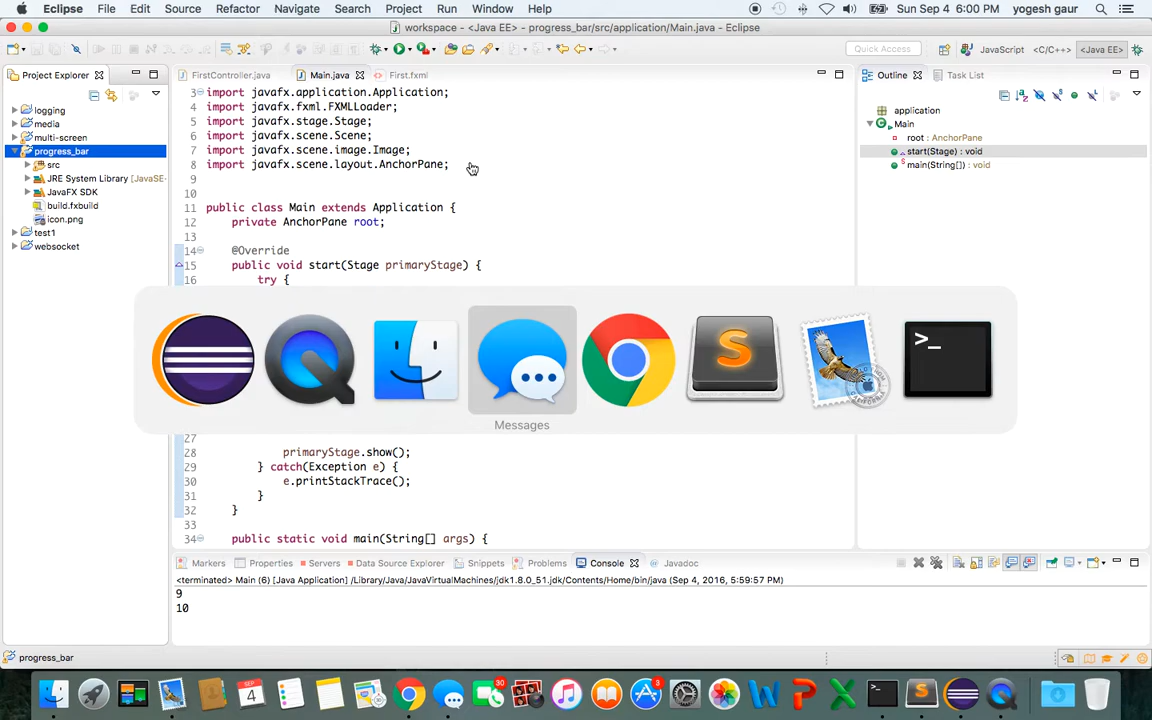 Eclipse File Edit Source Refactor Navigate Search Project Run Window Help Sun Sep 4 6:00 PM yogesh gaur
workspace - <Java EE> - progress_bar/src/application/Main.java - Eclipse
Quick Access JavaScript <C/C++> <Java EE>
Project Explorer
logging
media
multi-screen
progress_bar
src
JRE System Library [JavaSE-
JavaFX SDK
build.fxbuild
icon.png
test1
websocket
FirstController.java Main.java First.fxml
3 import javafx.application.Application;
4 import javafx.fxml.FXMLLoader;
5 import javafx.stage.Stage;
6 import javafx.scene.Scene;
7 import javafx.scene.image.Image;
8 import javafx.scene.layout.AnchorPane;
9
10
11 public class Main extends Application {
12 private AnchorPane root;
13
14 @Override
15 public void start(Stage primaryStage) {
16 try {
27
28 primaryStage.show();
29 } catch(Exception e) {
30 e.printStackTrace();
31 }
32 }
33
34 public static void main(String[] args) {
Outline Task List
application
Main
root : AnchorPane
start(Stage) : void
main(String[]) : void
S
>_
Messages
Markers Properties Servers Data Source Explorer Snippets Problems Console Javadoc
<terminated> Main (6) [Java Application] /Library/Java/JavaVirtualMachines/jdk1.8.0_51.jdk/Contents/Home/bin/java (Sep 4, 2016, 5:59:57 PM)
9
10
progress_bar
4
30
3